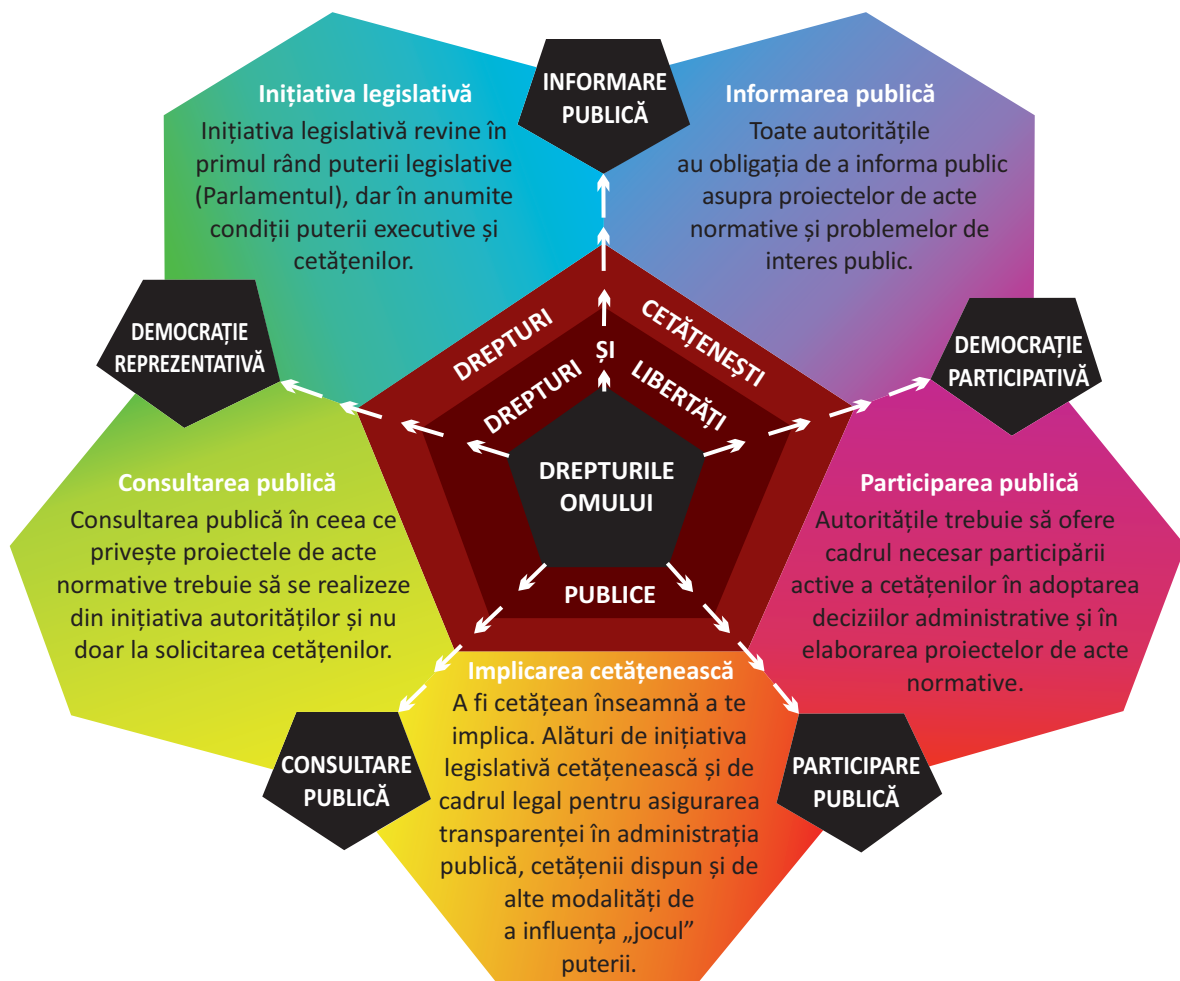 INFORMARE
PUBLICĂ
Inițiativa legislativă
Inițiativa legislativă revine în
primul rând puterii legislative
(Parlamentul), dar în anumite
condiții puterii executive și
cetățenilor.
Informarea publică
Toate autoritățile
au obligația de a informa public
asupra proiectelor de acte
normative și problemelor de
interes public.
DEMOCRAȚIE
REPREZENTATIVĂ
DEMOCRAȚIE
PARTICIPATIVĂ
DREPTURI
CETĂȚENEȘTI
DREPTURI
ȘI
LIBERTĂȚI
PUBLICE
DREPTURILE
OMULUI
Consultarea publică
Consultarea publică în ceea ce
privește proiectele de acte
normative trebuie să se realizeze
din inițiativa autorităților și nu
doar la solicitarea cetățenilor.
Participarea publică
Autoritățile trebuie să ofere
cadrul necesar participării
active a cetățenilor în adoptarea
deciziilor administrative și în
elaborarea proiectelor de acte
normative.
Implicarea cetățenească
A fi cetățean înseamnă a te
implica. Alături de inițiativa
legislativă cetățenească și de
cadrul legal pentru asigurarea
transparenței în administrația
publică, cetățenii dispun și de
alte modalități de
a influența „jocul”
puterii.
CONSULTARE
PUBLICĂ
PARTICIPARE
PUBLICĂ